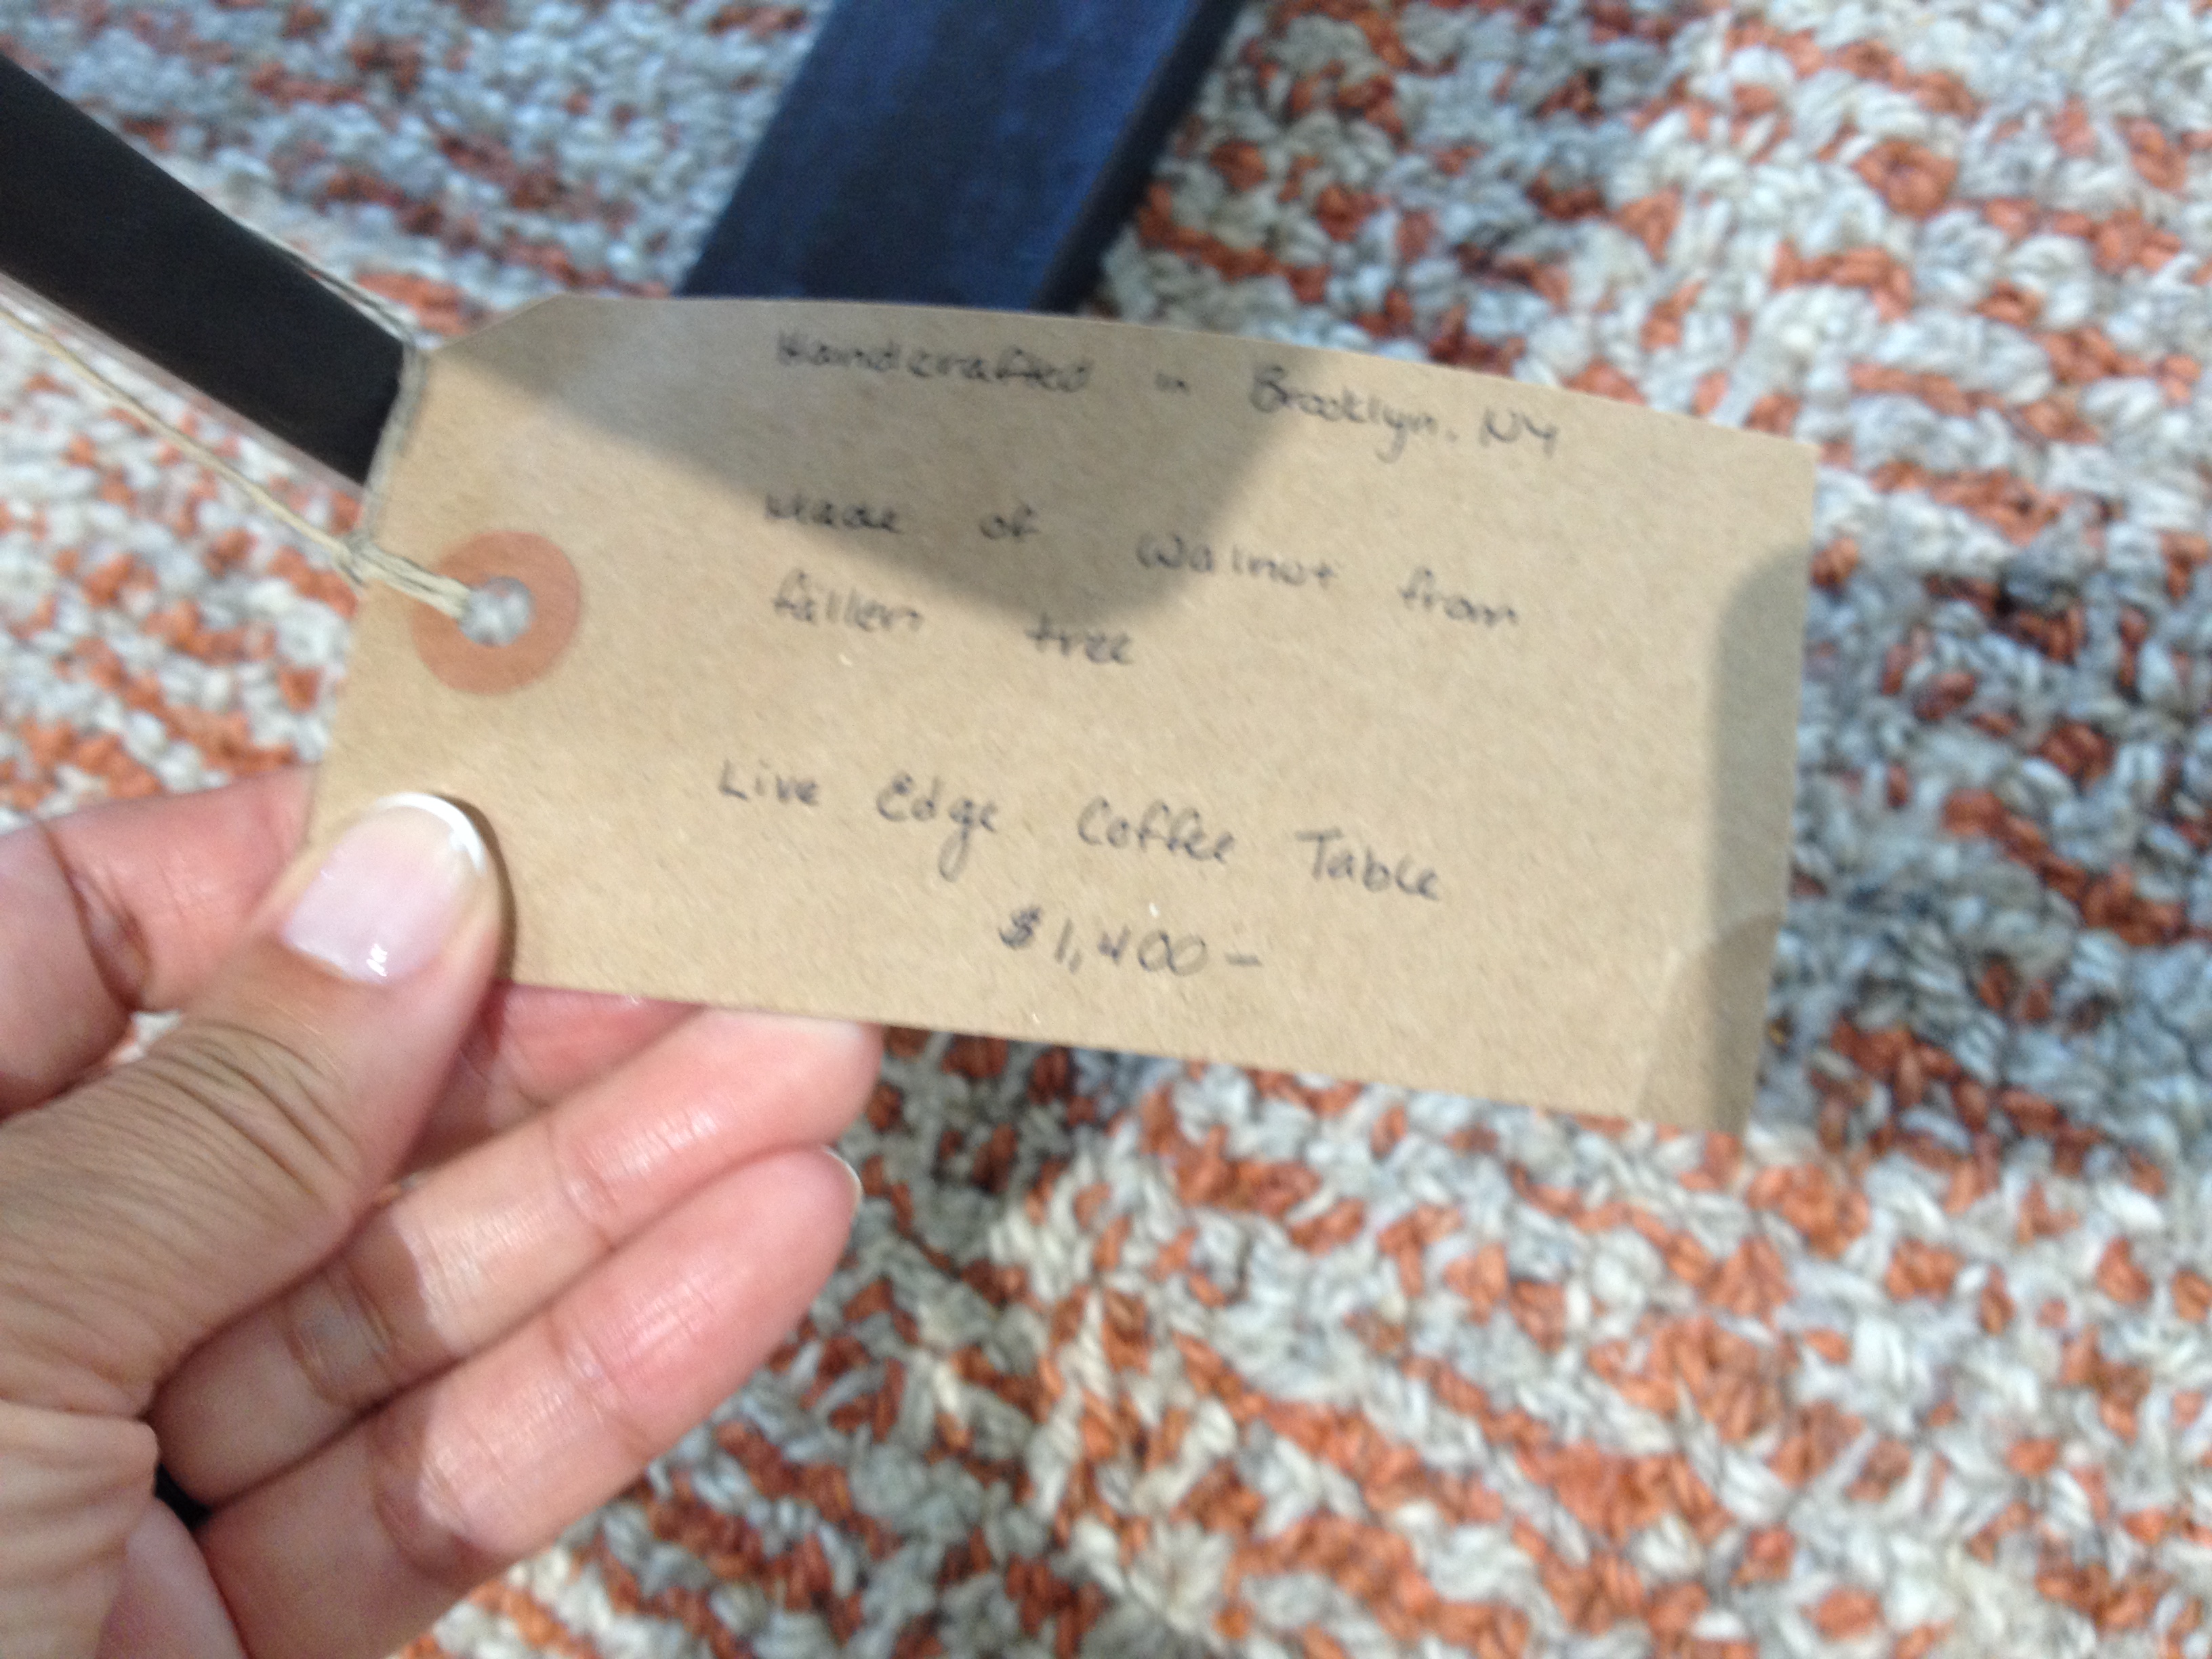 Handcrafted in Brooklyn, NY
Made of Walnut from
fallen tree
Live Edge Coffee Table
$1,400-